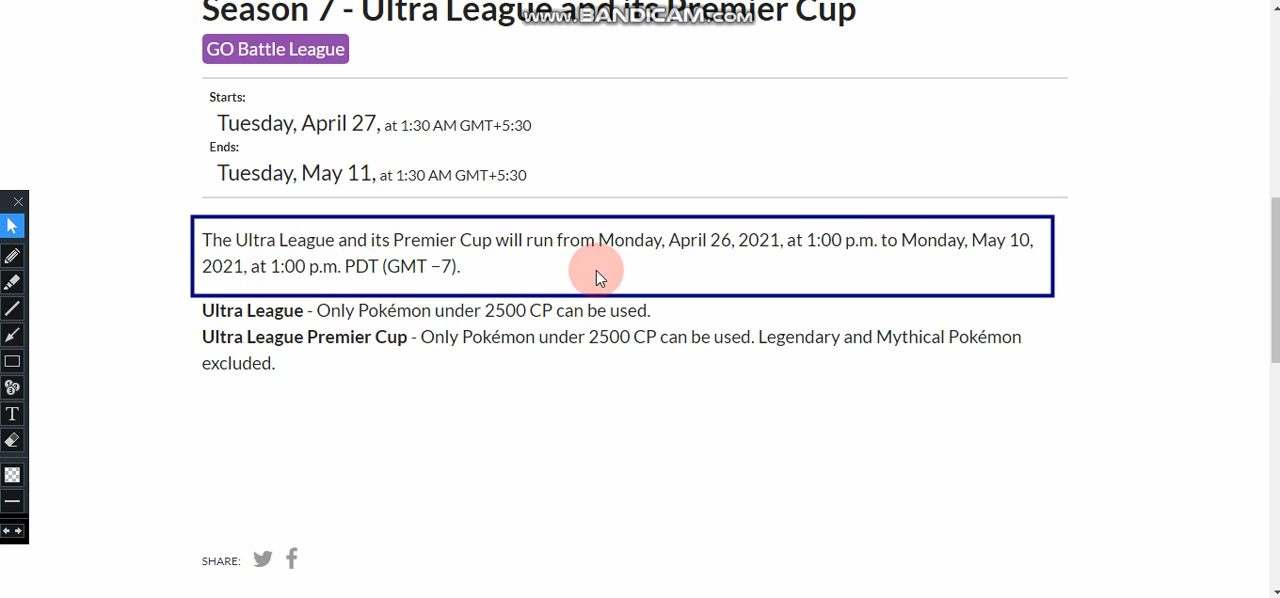 Season 7 - Ultra League and its Premier Cup
www.BANDICAM.com
GO Battle League
Starts:
Tuesday, April 27, at 1:30 AM GMT+5:30
Ends:
Tuesday, May 11, at 1:30 AM GMT+5:30
The Ultra League and its Premier Cup will run from Monday, April 26, 2021, at 1:00 p.m. to Monday, May 10,
2021, at 1:00 p.m. PDT (GMT −7).
Ultra League - Only Pokémon under 2500 CP can be used.
Ultra League Premier Cup - Only Pokémon under 2500 CP can be used. Legendary and Mythical Pokémon
excluded.
SHARE: